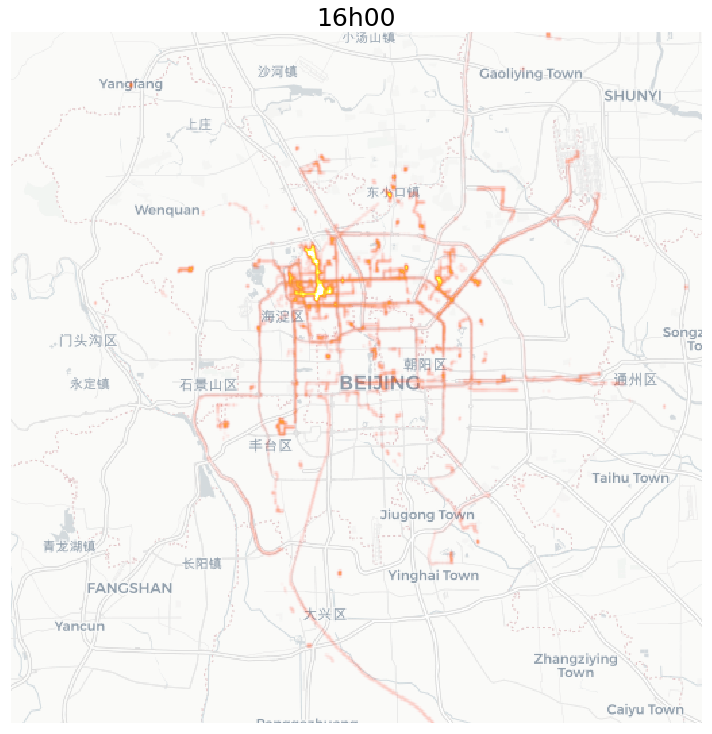 16h00
小汤山镇
沙河镇
Gaoliying Town
Yangfang
SHUNYI
上庄
东小口镇
Wenquan
海淀区
门头沟区
朝阳区
BEIJING
石景山区
永定镇
通州区
丰台区
Taihu Town
Jiugong Town
青龙湖镇
长阳镇
Yinghai Town
FANGSHAN
大兴区
Yancun
Zhangziying
Town
Caiyu Town